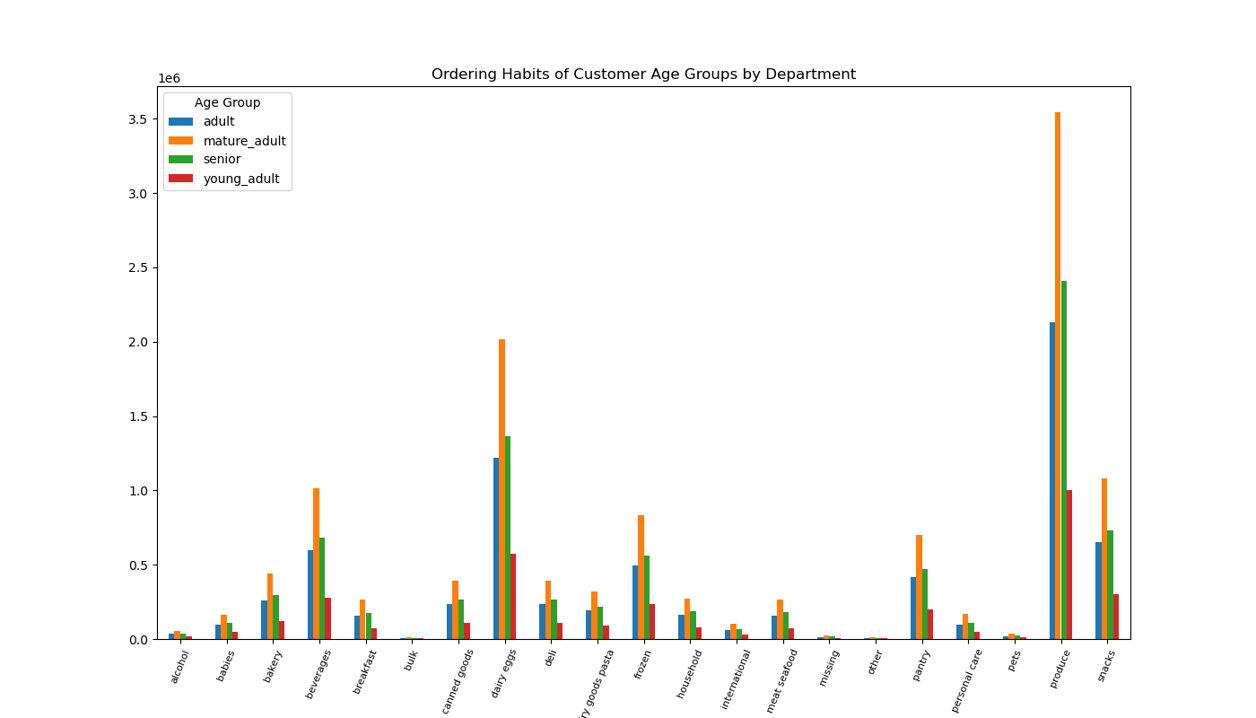 Ordering Habits of Customer Age Groups by Department
1e6
Age Group
adult
mature_adult
senior
young_adult
3.5
3.0
2.5
2.0
1.5
1.0
0.5
0.0
alcohol
babies
bakery
beverages
breakfast
bulk
canned goods
dairy eggs
deli
goods pasta
frozen
household
international
meat seafood
missing
other
pantry
personal care
pets
produce
snacks